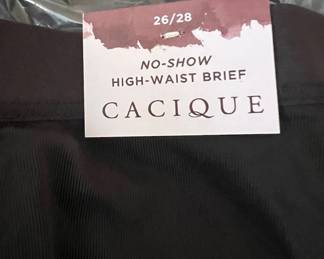 26/28
NO-SHOW
HIGH-WAIST BRIEF
CACIQUE